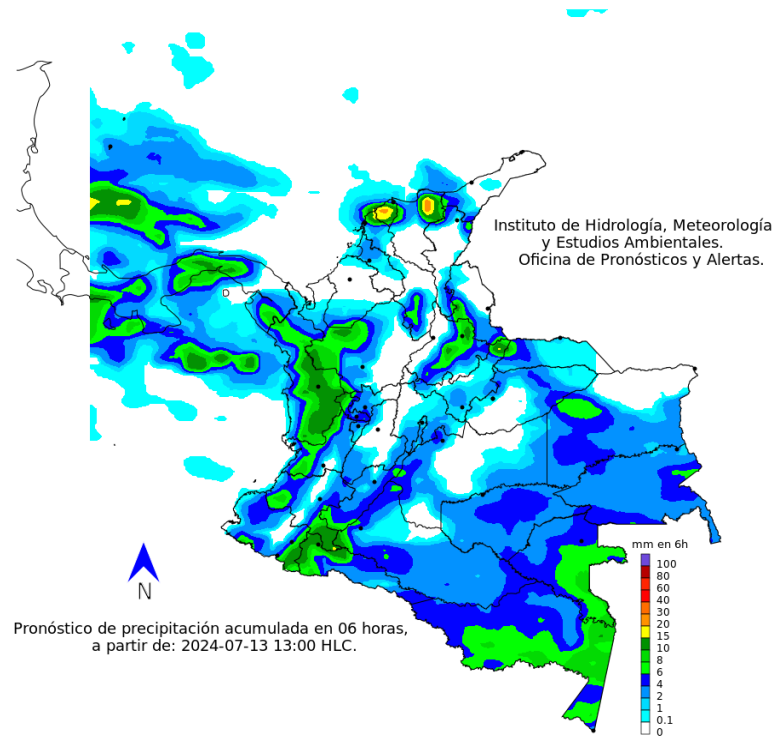 Instituto de Hidrología, Meteorología
y Estudios Ambientales.
Oficina de Pronósticos y Alertas.
mm en 6h
100
80
60
40
30
20
15
10
8
6
4
2
1
0.1
0
N
Pronóstico de precipitación acumulada en 06 horas,
a partir de: 2024-07-13 13:00 HLC.